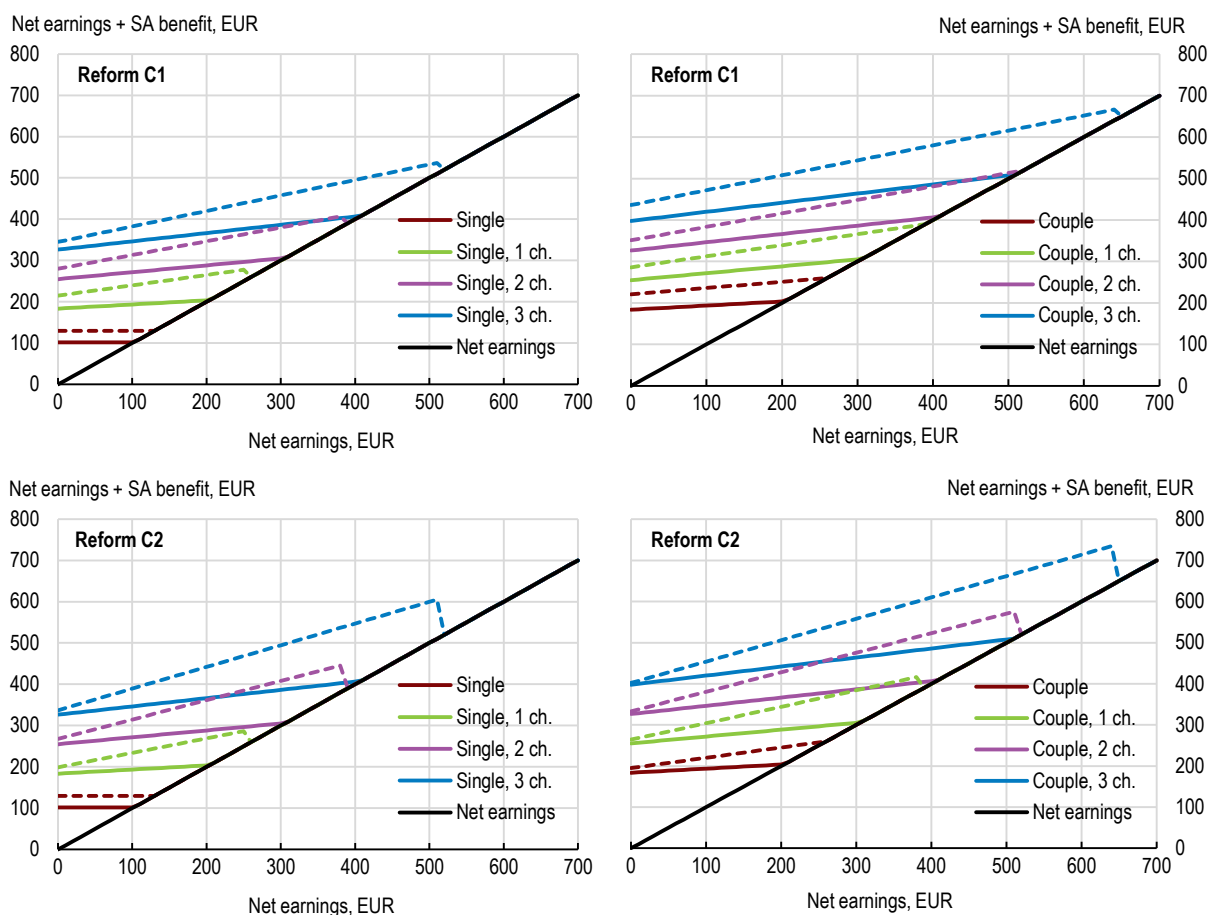 Net earnings + SA benefit, EUR
800
700
600
500
400
300
200
100
0
Reform C1
Single
Single, 1 ch.
Single, 2 ch.
Single, 3 ch.
Net earnings
0 100 200 300 400 500 600 700
Net earnings, EUR
Net earnings + SA benefit, EUR
Reform C1
Couple
Couple, 1 ch.
Couple, 2 ch.
Couple, 3 ch.
Net earnings
800
700
600
500
400
300
200
100
0
0 100 200 300 400 500 600 700
Net earnings, EUR
Net earnings + SA benefit, EUR
800
700
600
500
400
300
200
100
0
Reform C2
Single
Single, 1 ch.
Single, 2 ch.
Single, 3 ch.
Net earnings
0 100 200 300 400 500 600 700
Net earnings, EUR
Net earnings + SA benefit, EUR
Reform C2
Couple
Couple, 1 ch.
Couple, 2 ch.
Couple, 3 ch.
Net earnings
800
700
600
500
400
300
200
100
0
0 100 200 300 400 500 600 700
Net earnings, EUR